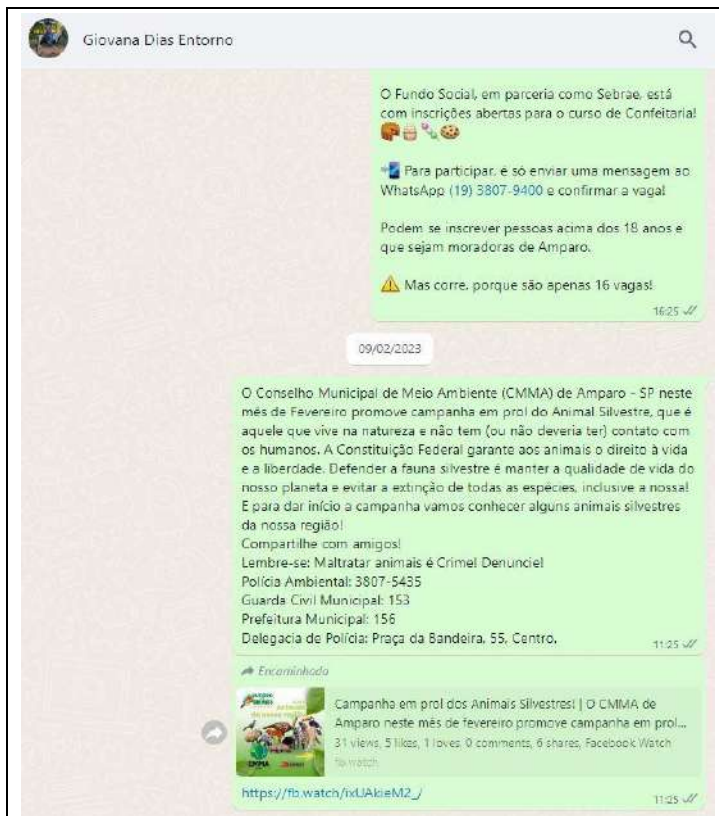 Giovana Dias Entorno
O Fundo Social, em parceria como Sebrae, está
com inscrições abertas para o curso de Confeitaria!
Para participar, é só enviar uma mensagem ao
WhatsApp (19) 3807-9400 e confirmar a vaga!
Podem se inscrever pessoas acima dos 18 anos e
que sejam moradoras de Amparo.
Mas corre, porque são apenas 16 vagas!
16:25
09/02/2023
O Conselho Municipal de Meio Ambiente (CMMA) de Amparo - SP neste
mês de Fevereiro promove campanha em prol do Animal Silvestre, que é
aquele que vive na natureza e não tem (ou não deveria ter) contato com
os humanos. A Constituição Federal garante aos animais o direito à vida
e a liberdade. Defender a fauna silvestre é manter a qualidade de vida do
nosso planeta e evitar a extinção de todas as espécies, inclusive a nossa!
E para dar início a campanha vamos conhecer alguns animais silvestres
da nossa região!
Compartilhe com amigos!
Lembre-se: Maltratar animais é Crime! Denuncie!
Polícia Ambiental: 3807-5435
Guarda Civil Municipal: 153
Prefeitura Municipal: 156
Delegacia de Polícia: Praça da Bandeira, 55, Centro.
11:25
Encaminhada
Campanha em prol dos Animais Silvestres! | O CMMA de
Amparo neste mês de fevereiro promove campanha em prol...
31 views, 5 likes, 1 loves, 0 comments, 6 shares, Facebook Watch
fb.watch
CMMA
https://fb.watch/ixUAkieM2_/
11:25